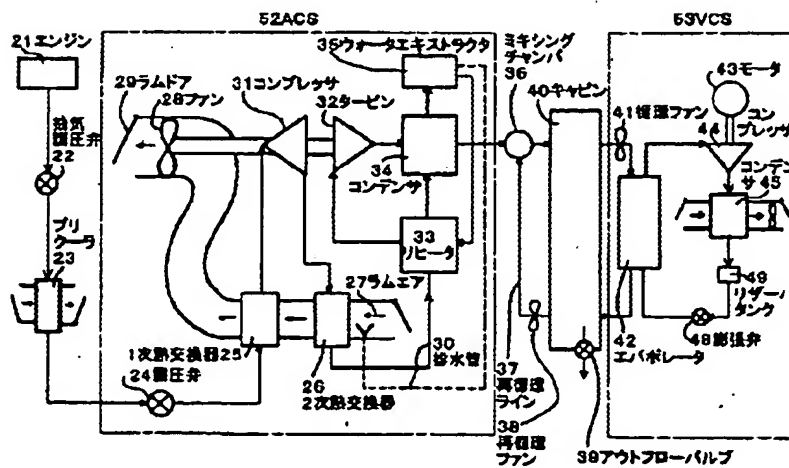 52ACS
53VCS
21エンジン
抽気
調圧弁
22
プリ
クーラ
23
24調圧弁
29ラムドア
28ファン
31コンプレッサ
32タービン
35ウォータエキストラクタ
34
コンデンサ
33
リヒータ
27ラムエア
1次熱交換器25
26
2次熱交換器
30
排水管
ミキシング
チャンバ
36
40キャビン
37
再循環
ライン
38
再循環
ファン
39アウトフローバルブ
41循環ファン
43モータ
コン
プレッサ
44
コンデン
サ45
49
リザーバ
タンク
48膨張弁
42
エバポレータ